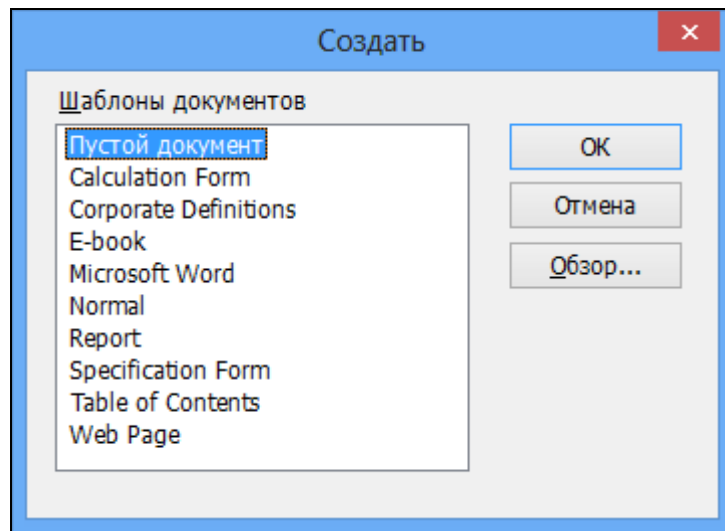 Создать
Шаблоны документов
Пустой документ
Calculation Form
Corporate Definitions
E-book
Microsoft Word
Normal
Report
Specification Form
Table of Contents
Web Page
ОК
Отмена
Обзор...